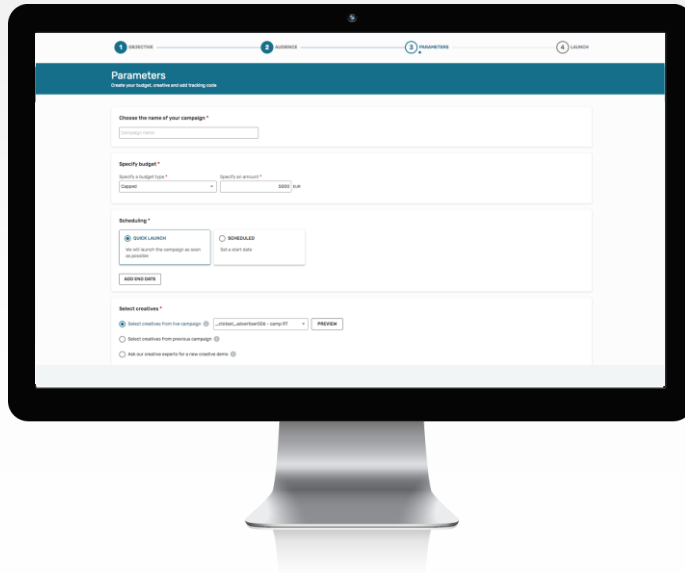 1 OBJECTIVE
2 AUDIENCE
3 PARAMETERS
4 LAUNCH
Parameters
Create your budget, creative and add tracking code
Choose the name of your campaign *
Campaign name
Specify budget *
Specify a budget type *
Specify an amount *
Capped
5000 EUR
Scheduling *
QUICK LAUNCH
We will launch the campaign as soon
as possible
SCHEDULED
Set a start date
ADD END DATE
Select creatives *
Select creatives from live campaign
PREVIEW
Select creatives from previous campaign
Ask our creative experts for a new creative demo